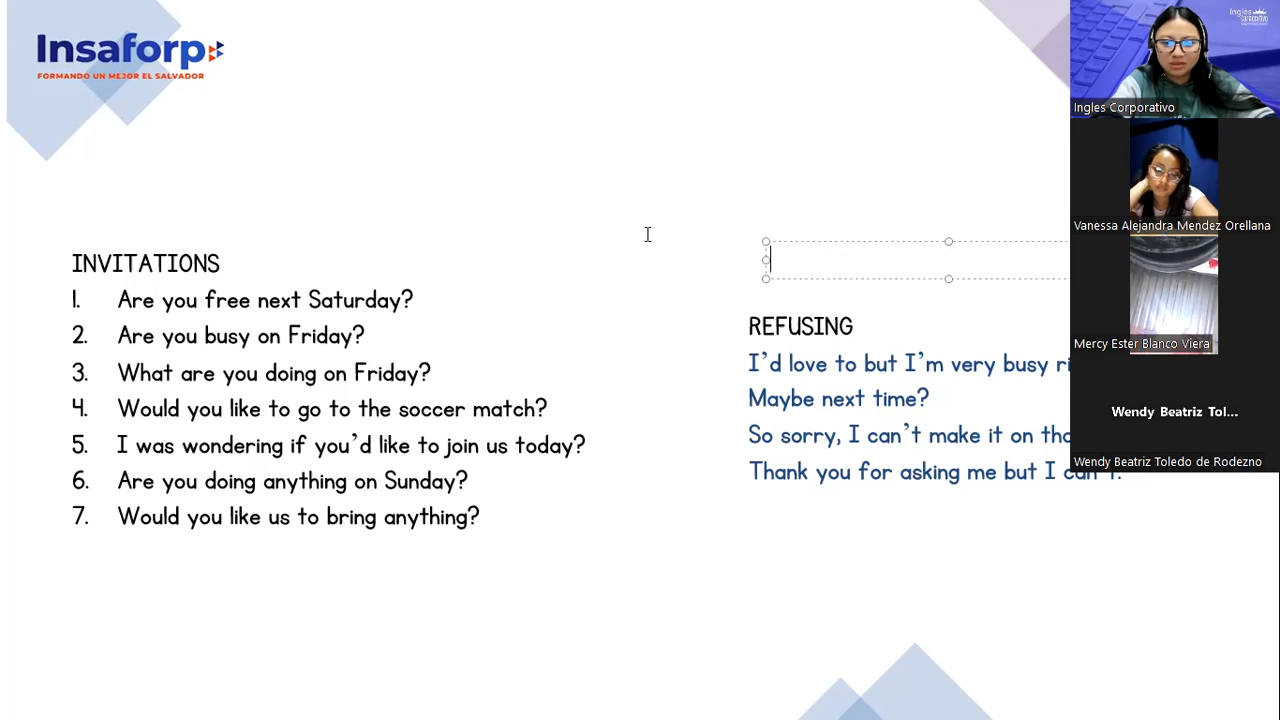 Insaforp
FORMANDO UN MEJOR EL SALVADOR
INVITATIONS
1. Are you free next Saturday?
2. Are you busy on Friday?
3. What are you doing on Friday?
4. Would you like to go to the soccer match?
5. I was wondering if you'd like to join us today?
6. Are you doing anything on Sunday?
7. Would you like us to bring anything?
REFUSING
I'd love to but I'm very busy ri
Maybe next time?
So sorry, I can't make it on tha
Thank you for asking me but I can't.
Ingles
Ingles Corporativo
Vanessa Alejandra Mendez Orellana
Mercy Ester Blanco Viera
Wendy Beatriz Tol...
Wendy Beatriz Toledo de Rodezno